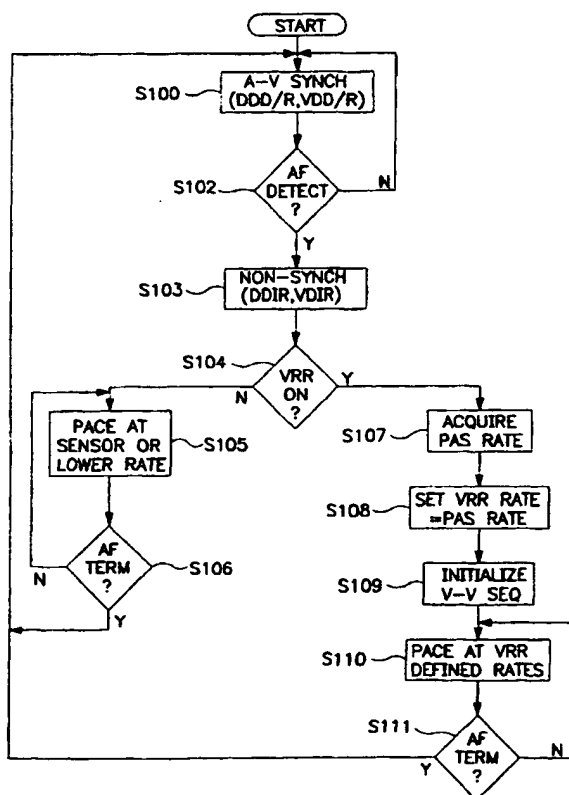 START
S100
A-V SYNCH
(DDD/R,VDD/R)
S102
AF
DETECT
?
N
Y
S103
NON-SYNCH
(DDIR,VDIR)
S104
VRR
ON
?
N
Y
PACE AT
SENSOR OR
LOWER RATE
S105
AF
TERM
?
S106
N
Y
S107
ACQUIRE
PAS RATE
S108
SET VRR RATE
=PAS RATE
S109
INITIALIZE
V-V SEQ
S110
PACE AT VRR
DEFINED RATES
S111
AF
TERM
?
Y
N